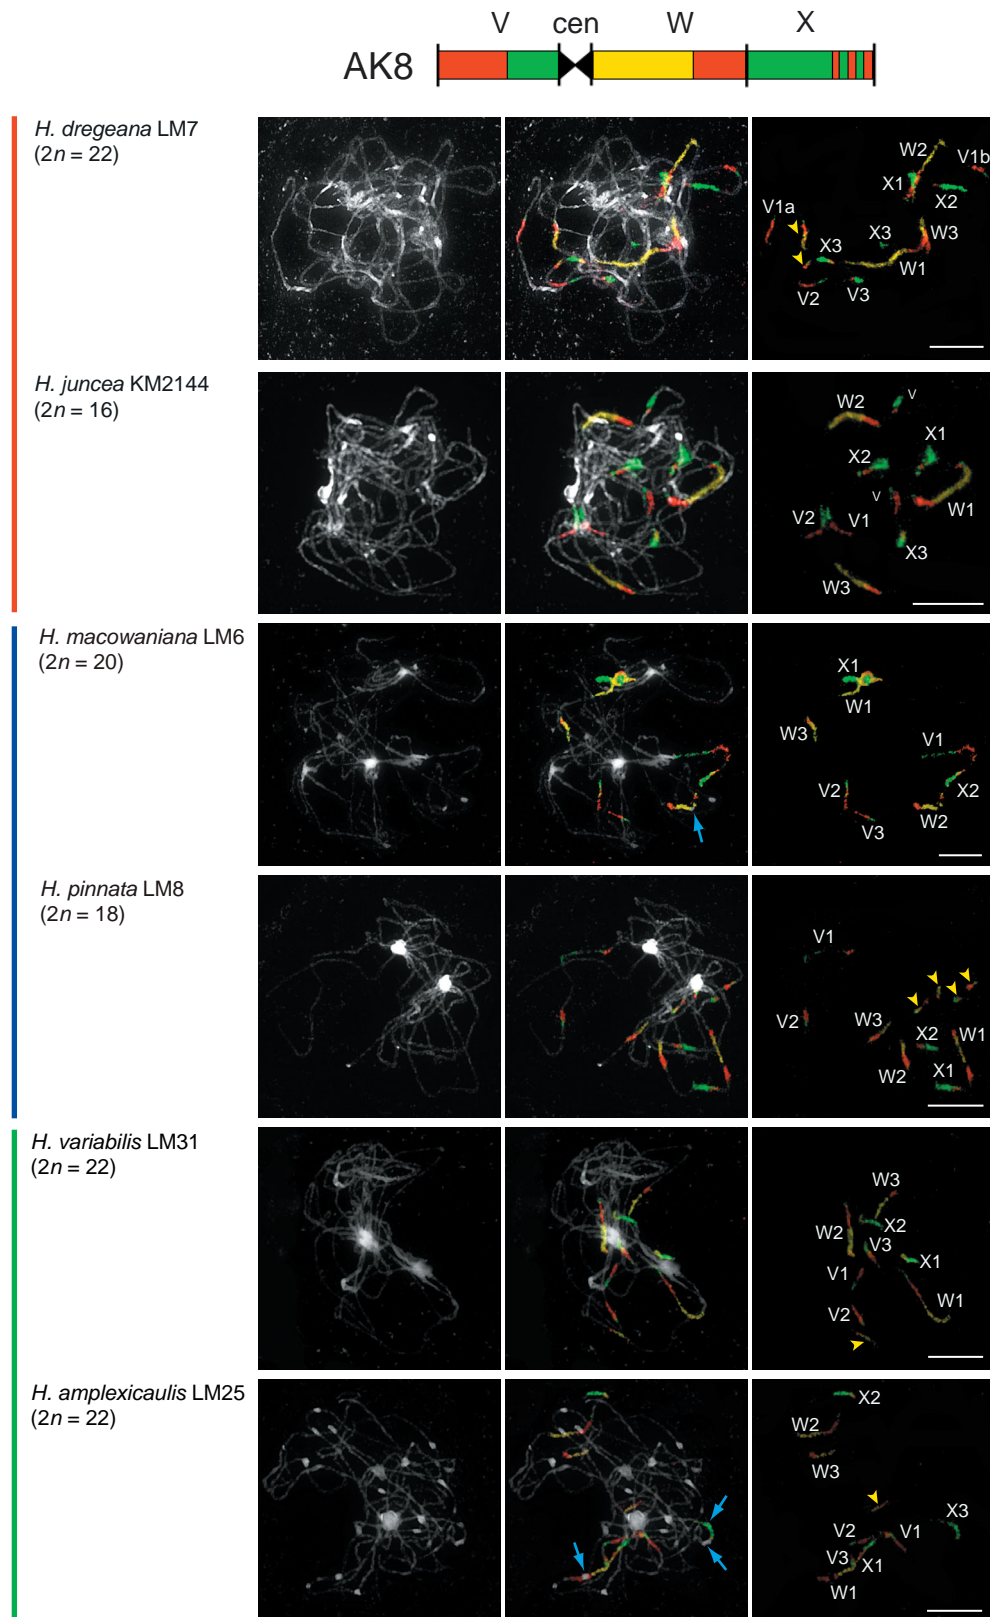 V cen W X
AK8
H. dregeana LM7
(2n = 22)
W2
V1b
X1
X2
V1a
X3
W3
X3
W1
V2
V3
H. juncea KM2144
(2n = 16)
W2
V
X1
X2
V
W1
V2
V1
X3
W3
H. macowaniana LM6
(2n = 20)
X1
W1
W3
V1
V2
X2
V3
W2
H. pinnata LM8
(2n = 18)
V1
V2
W3
X2
W1
W2
X1
H. variabilis LM31
(2n = 22)
W3
X2
W2
V3
X1
V1
W1
V2
H. amplexicaulis LM25
(2n = 22)
X2
W2
W3
X3
V2
V1
V3
X1
W1